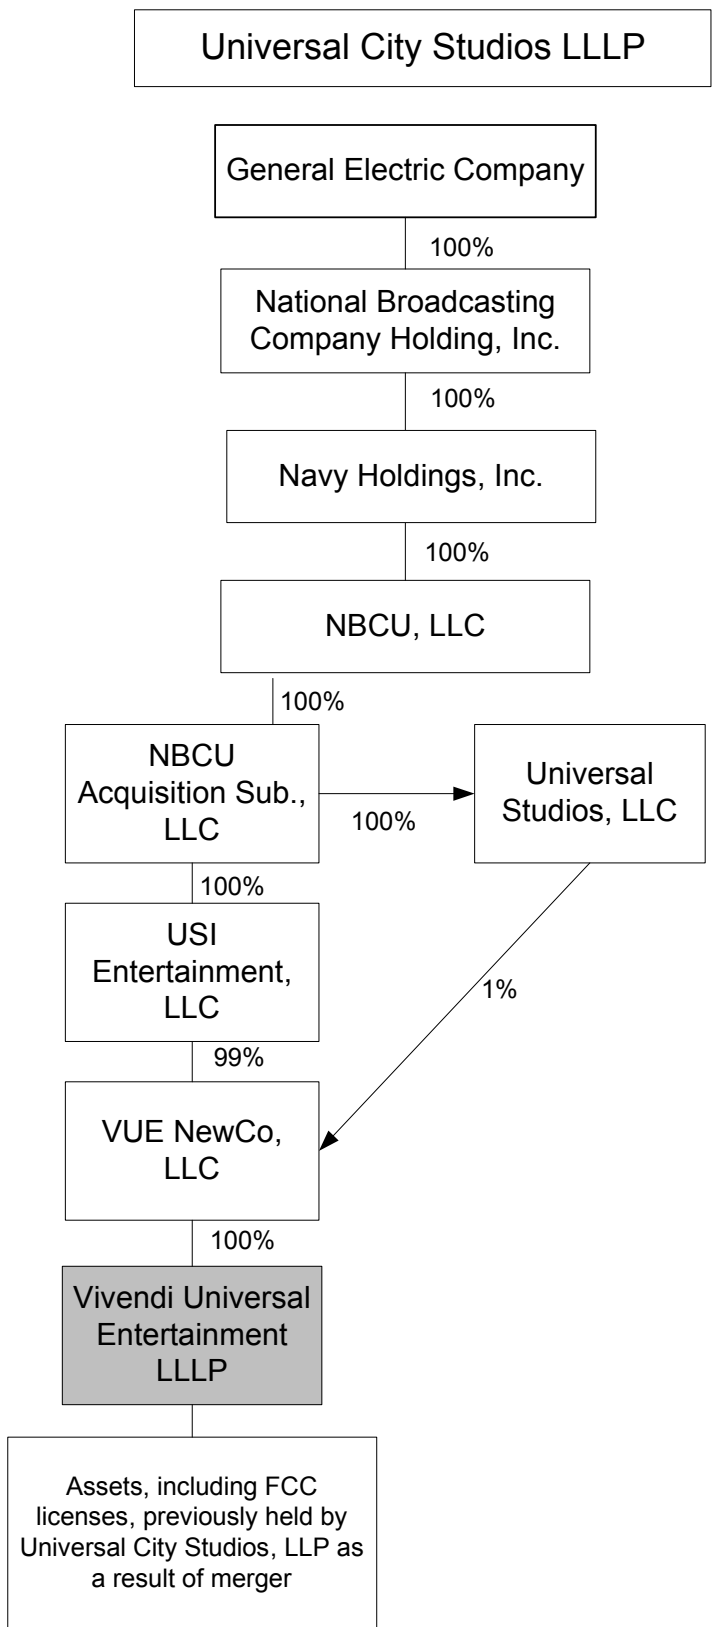 Universal City Studios LLLP
General Electric Company
100%
National Broadcasting
Company Holding, Inc.
100%
Navy Holdings, Inc.
100%
NBCU, LLC
100%
NBCU
Acquisition Sub.,
LLC
100%
Universal
Studios, LLC
100%
USI
Entertainment,
LLC
1%
99%
VUE NewCo,
LLC
100%
Vivendi Universal
Entertainment
LLLP
Assets, including FCC
licenses, previously held by
Universal City Studios, LLP as
a result of merger